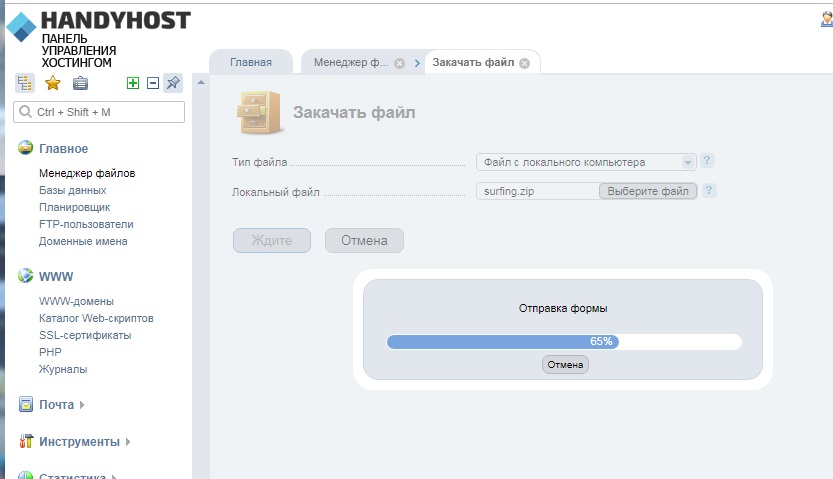 HANDYHOST
ПАНЕЛЬ
УПРАВЛЕНИЯ
ХОСТИНГОМ
Главная
Менеджер ф...
Закачать файл
Ctrl + Shift + M
Главное
Менеджер файлов
Базы данных
Планировщик
FTP-пользователи
Доменные имена
WWW
WWW-домены
Каталог Web-скриптов
SSL-сертификаты
PHP
Журналы
Почта
Инструменты
Статистика
Закачать файл
Тип файла
Файл с локального компьютера
?
Локальный файл
surfing.zip
Выберите файл
?
Ждите
Отмена
Отправка формы
65%
Отмена